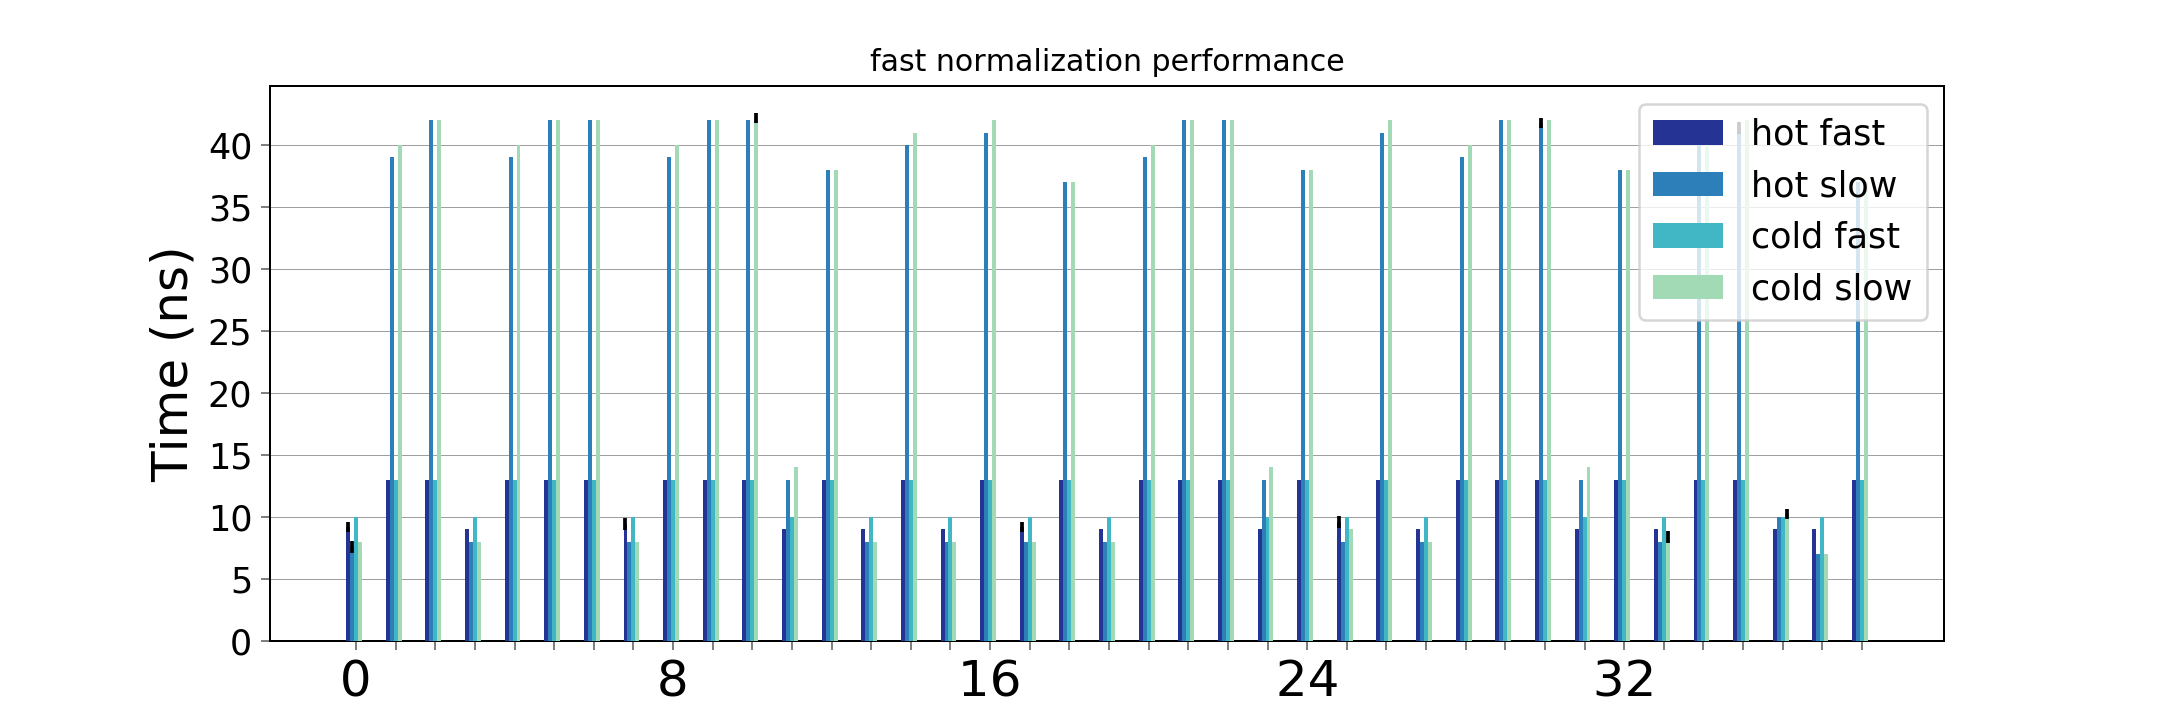 fast normalization performance
Time (ns)
40
35
30
25
20
15
10
5
0
hot fast
hot slow
cold fast
cold slow
0 8 16 24 32